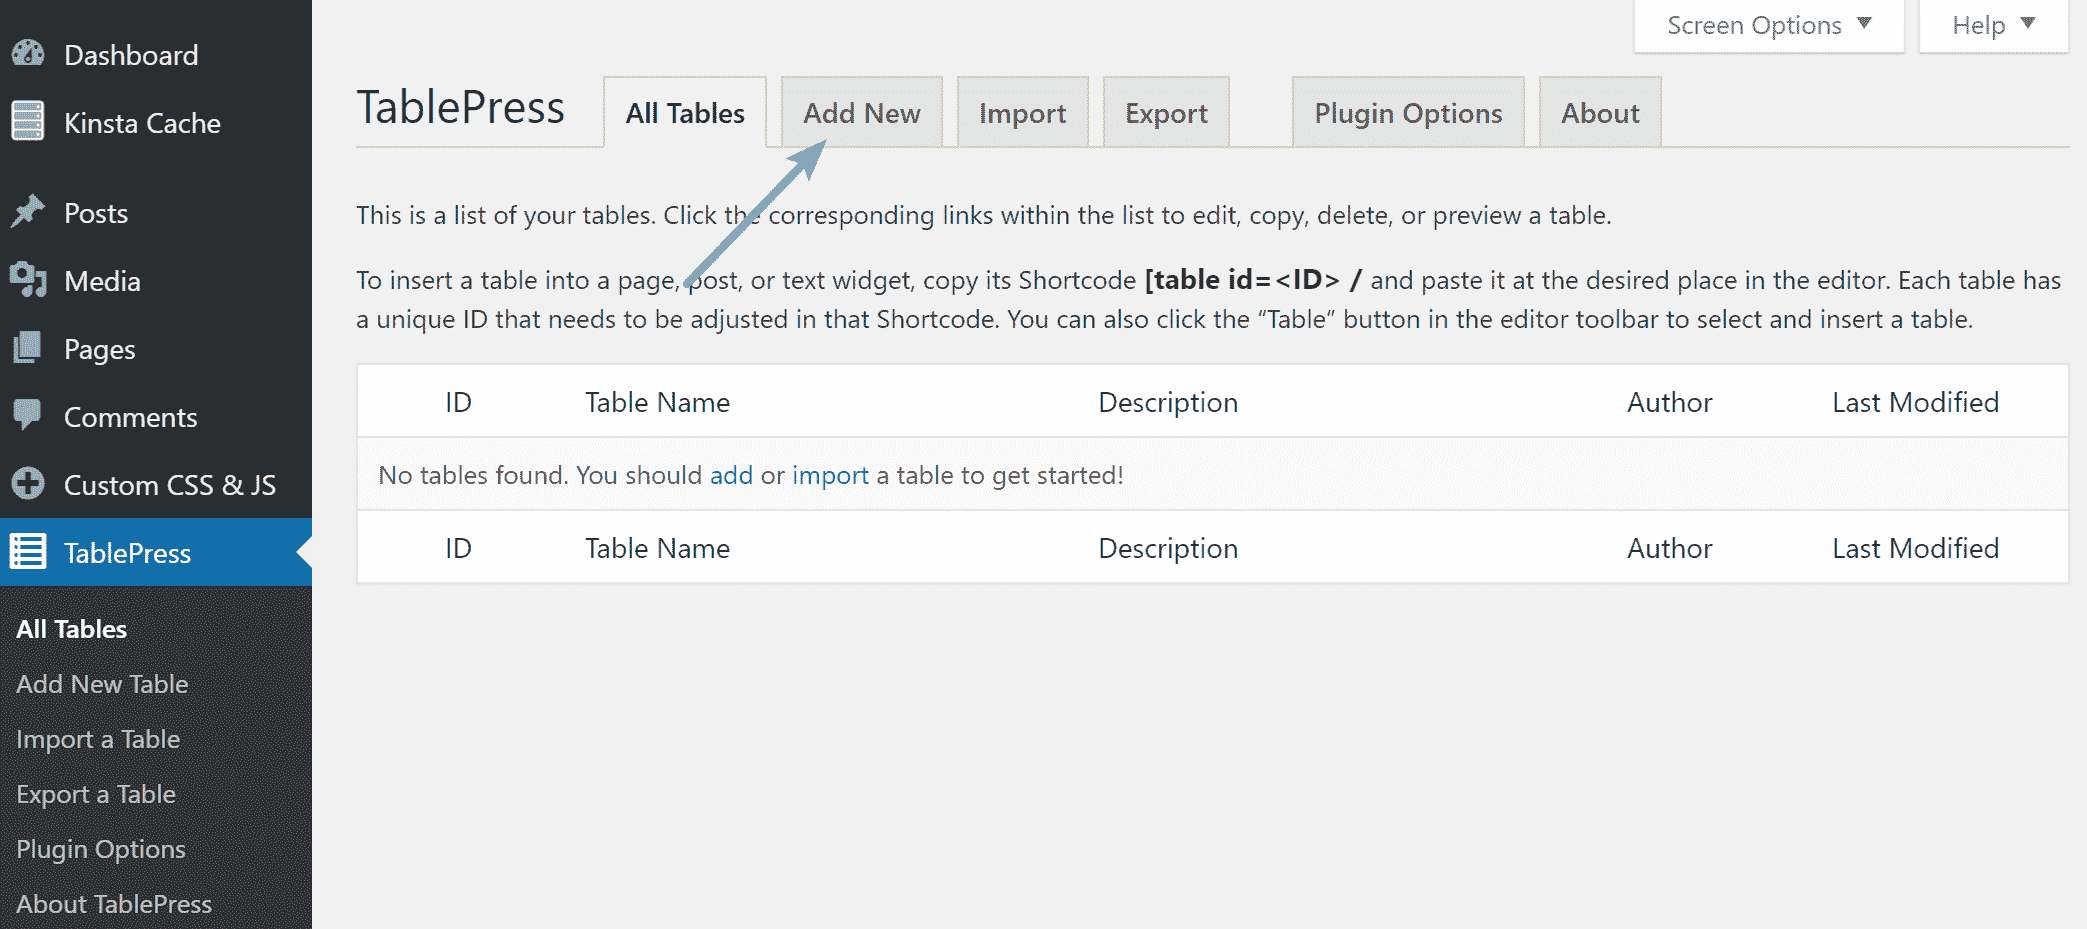 Dashboard
Kinsta Cache
Posts
Media
Pages
Comments
Custom CSS & JS
TablePress
All Tables
Add New Table
Import a Table
Export a Table
Plugin Options
About TablePress
Screen Options
Help
TablePress
All Tables
Add New
Import
Export
Plugin Options
About
This is a list of your tables. Click the corresponding links within the list to edit, copy, delete, or preview a table.
To insert a table into a page, post, or text widget, copy its Shortcode [table id=<ID> / and paste it at the desired place in the editor. Each table has
a unique ID that needs to be adjusted in that Shortcode. You can also click the “Table” button in the editor toolbar to select and insert a table.
ID Table Name Description Author Last Modified
No tables found. You should add or import a table to get started!
ID Table Name Description Author Last Modified